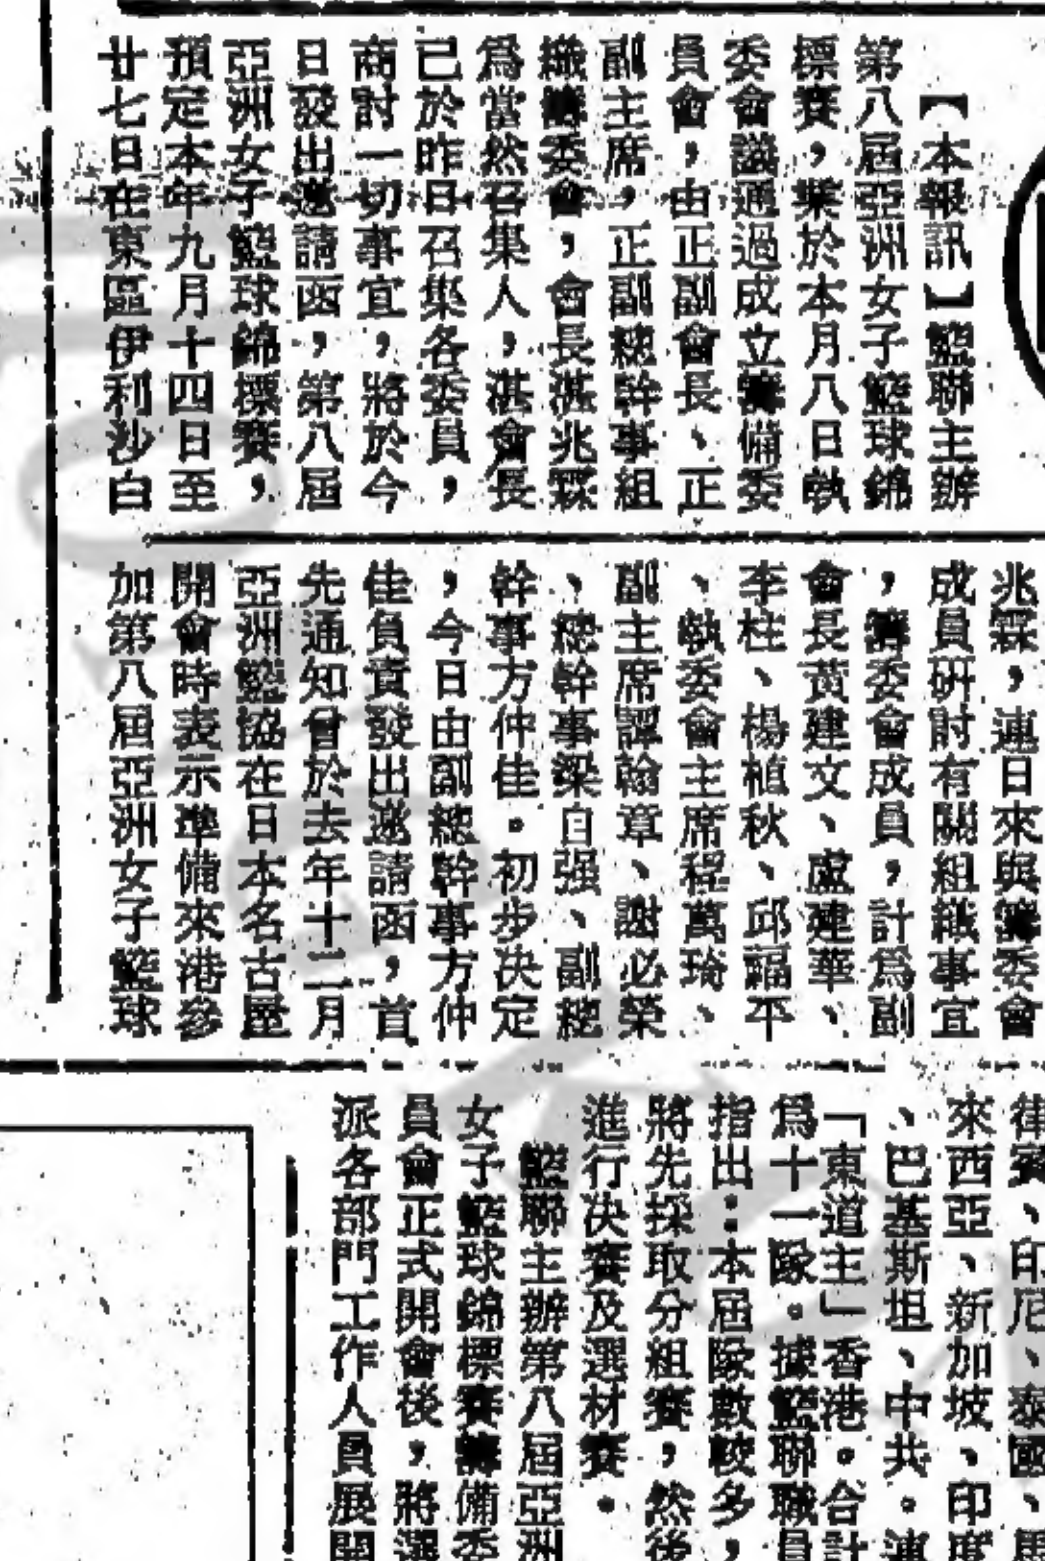 【本報訊】籃聯主辦
第八屆亞洲女子籃球錦
標賽,業於本月八日執
委會議通過成立籌備委
員會,由正副會長、正
副主席,正副總幹事組
織籌委會,會長湛兆霖
爲當然召集人,湛會長
已於昨日召集各委員,
商討一切事宜,將於今
日發出邀請函,第八屆
亞洲女子籃球錦標賽,
預定本年九月十四日至
廿七日在東區伊利沙白
兆霖,連日來與籌委會
成員研討有關組織事宜
,籌委會成員,計爲副
會長黃建文、盧建華、
李柱、楊植秋、邱福平
、執委會主席程萬琦、
副主席譚翰章、謝必榮
、總幹事梁自强、副總
幹事方仲佳。初步決定
,今日由副總幹事方仲
佳負責發出邀請函,首
先通知曾於去年十二月
亞洲籃協在日本名古屋
開會時表示準備來港參
加第八屆亞洲女子籃球
律賓、印尼、泰國、馬
來西亞、新加坡、印度
、巴基斯坦、中共。連
「東道主」香港。合計
爲十一隊。據籃聯職員
指出:本屆隊數較多,
將先採取分組賽,然後
進行決賽及選材賽。
籃聯主辦第八屆亞洲
女子籃球錦標賽籌備委
員會正式開會後,將選
派各部門工作人員展開